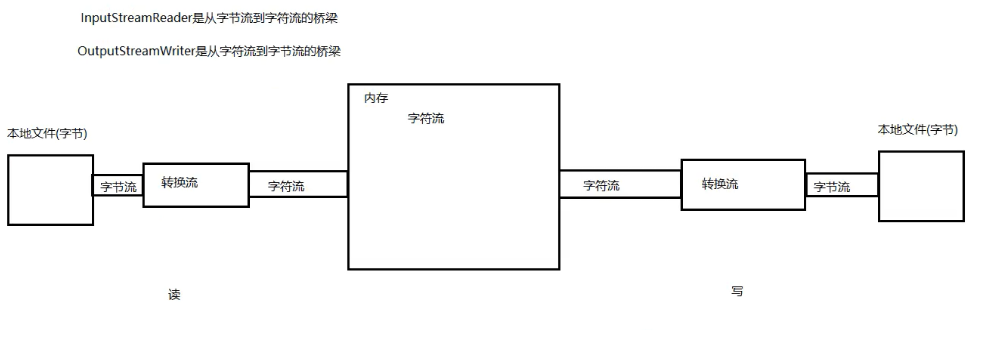 InputStreamReader是从字节流到字符流的桥梁
OutputStreamWriter是从字符流到字节流的桥梁
内存
字符流
本地文件(字节)
本地文件(字节)
字节流
转换流
字符流
字符流
转换流
字节流
读
写